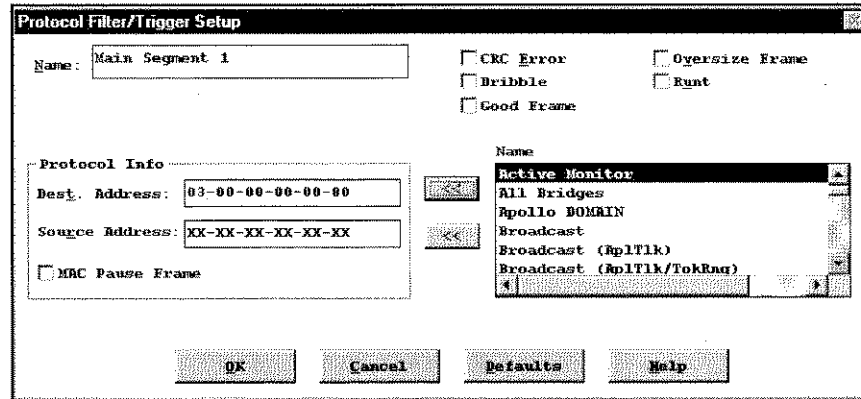 Protocol Filter/Trigger Setup
Name: Main Segment 1
CRC Error
Oversize Frame
Dribble
Runt
Good Frame
Name
Protocol Info
Dest. Address: 03-00-00-00-00-80
Source Address: XX-XX-XX-XX-XX-XX
MAC Pause Frame
<<
<<
Active Monitor
All Bridges
Apollo DOMAIN
Broadcast
Broadcast (AplTlk)
Broadcast (AplTlk/TokRng)
OK
Cancel
Defaults
Help